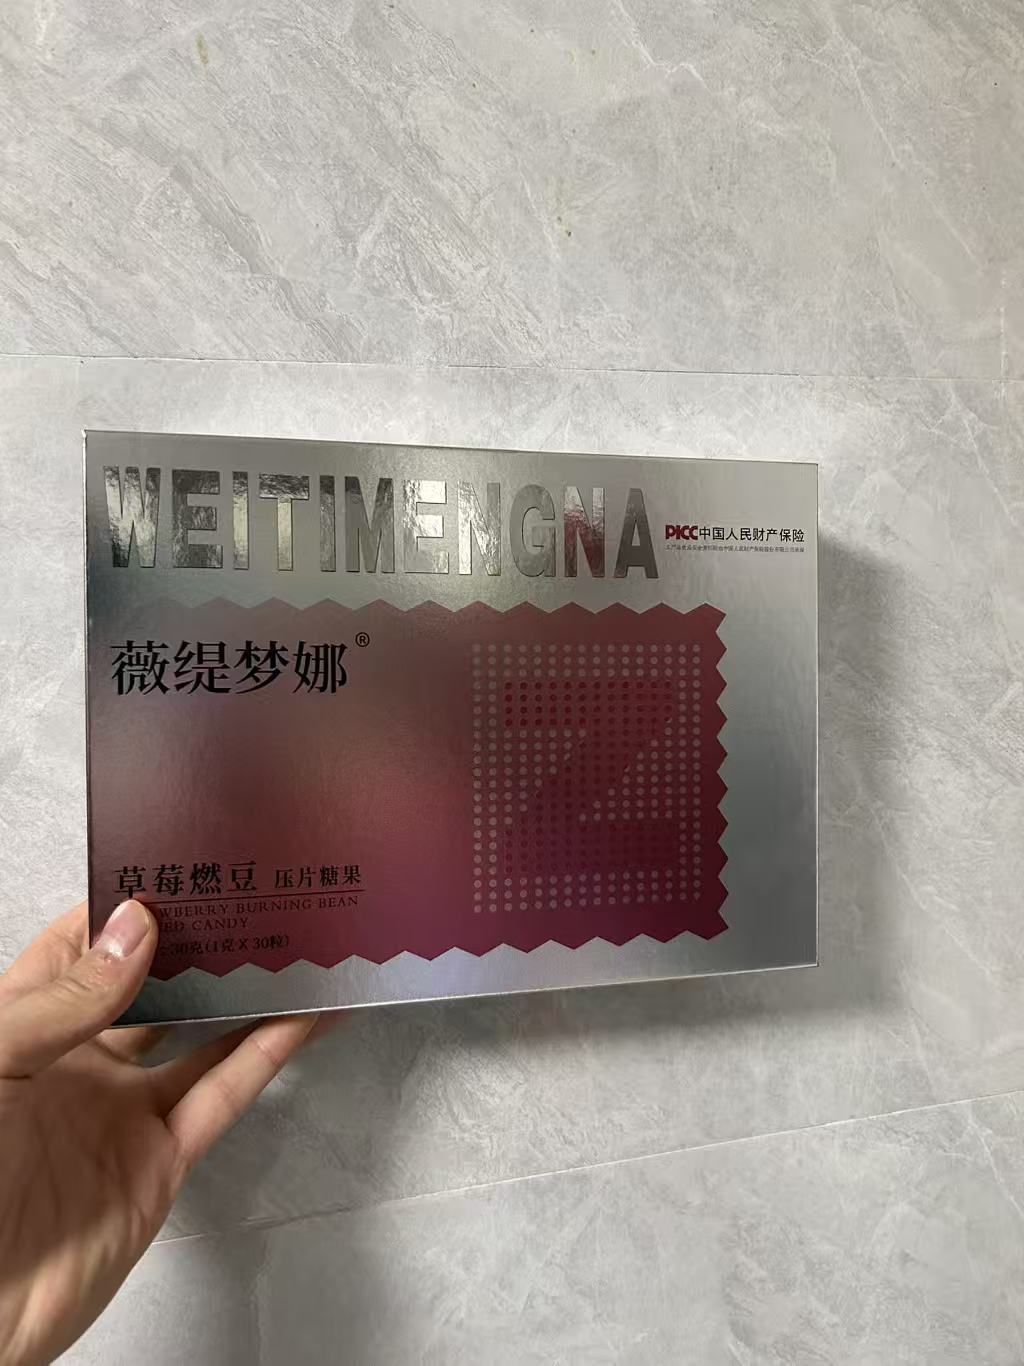 WEITIMENGNA
PICC中国人民财产保险
薇缇梦娜®
草莓燃豆 压片糖果
WBERRY BURNING BEAN
ED CANDY
:30克(1克X30粒)